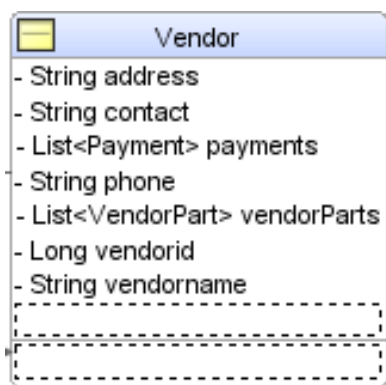 Vendor
- String address
- String contact
- List<Payment> payments
- String phone
- List<VendorPart> vendorParts
- Long vendorid
- String vendorname